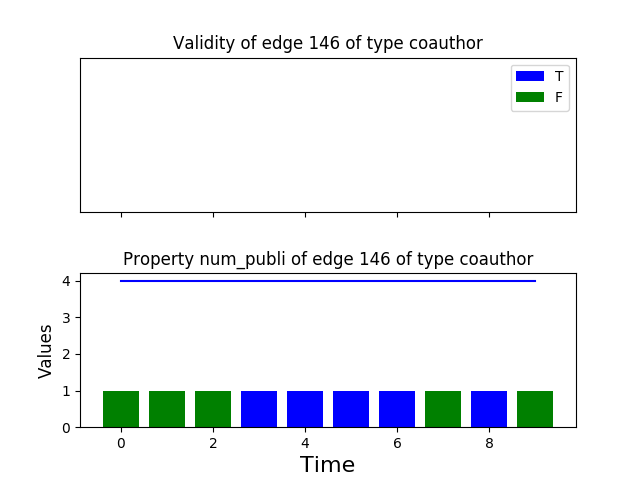 Validity of edge 146 of type coauthor
T
F
Property num_publi of edge 146 of type coauthor
4
3
2
1
0
Values
0 2 4 6 8
Time